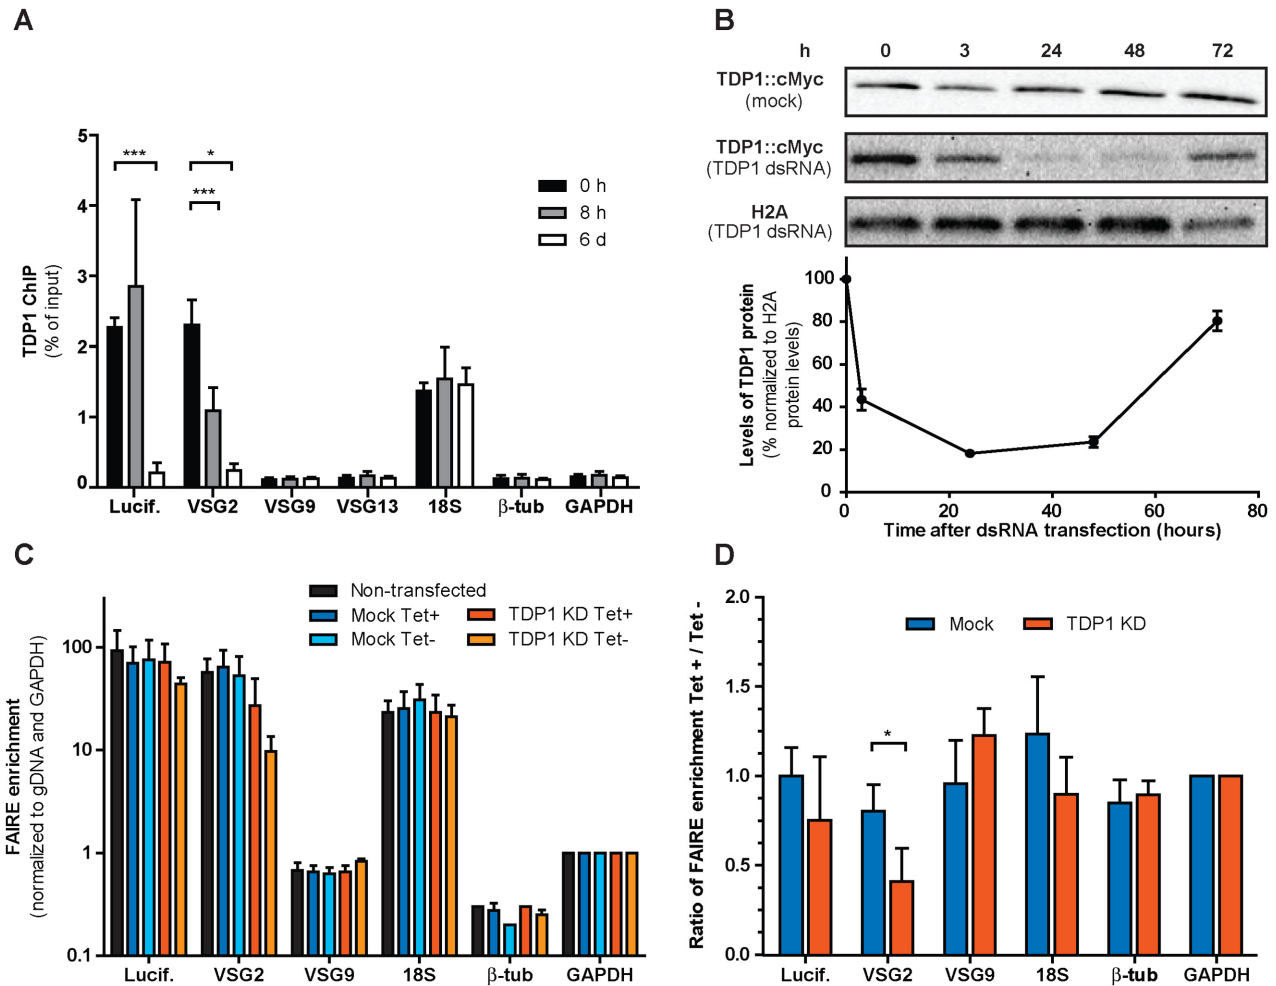 A
TDP1 ChIP
(% of input)
5
4
3
2
1
0
***
*
***
0 h
8 h
6 d
Lucif.
VSG2
VSG9
VSG13
18S
β-tub
GAPDH
B
h
0
3
24
48
72
TDP1::cMyc
(mock)
TDP1::cMyc
(TDP1 dsRNA)
H2A
(TDP1 dsRNA)
Levels of TDP1 protein
(% normalized to H2A
protein levels)
100
80
60
40
20
0
0
20
40
60
80
Time after dsRNA transfection (hours)
C
FAIRE enrichment
(normalized to gDNA and GAPDH)
100
10
1
0.1
Non-transfected
Mock Tet+
TDP1 KD Tet+
Mock Tet-
TDP1 KD Tet-
Lucif.
VSG2
VSG9
18S
β-tub
GAPDH
D
Ratio of FAIRE enrichment Tet + / Tet -
2.0
1.5
1.0
0.5
0.0
Mock
TDP1 KD
*
Lucif.
VSG2
VSG9
18S
β-tub
GAPDH